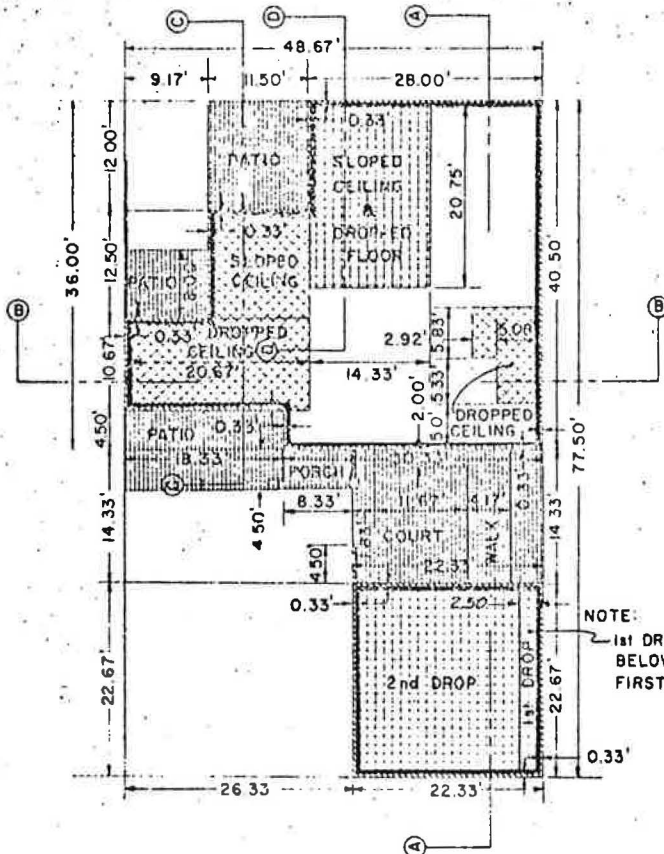 C D A
48.67'
9.17' 11.50' 28.00'
0.33'
12.00'
PATIO
SLOPED
CEILING
&
DROPPED
FLOOR
20.75'
40.50'
36.00'
12.50'
0.33'
SLOPED
CEILING
PATIO
B B
0.33'
DROPPED
CEILING
D
20.67'
10.67'
2.92'
5.83'
14.33'
5.33'
2.00'
5.0'
DROPPED
CEILING
77.50'
4.50'
PATIO
0.33'
18.33'
PORCH
C
8.33' 11.67' 4.17'
0.33'
14.33' 14.33
COURT
WALK
4.50'
4.50'
22.33'
0.33' 2.50'
NOTE:
1st DR
BELOW
FIRST
22.67'
2nd DROP
1st DROP
22.67'
0.33'
26.33 22.33'
A